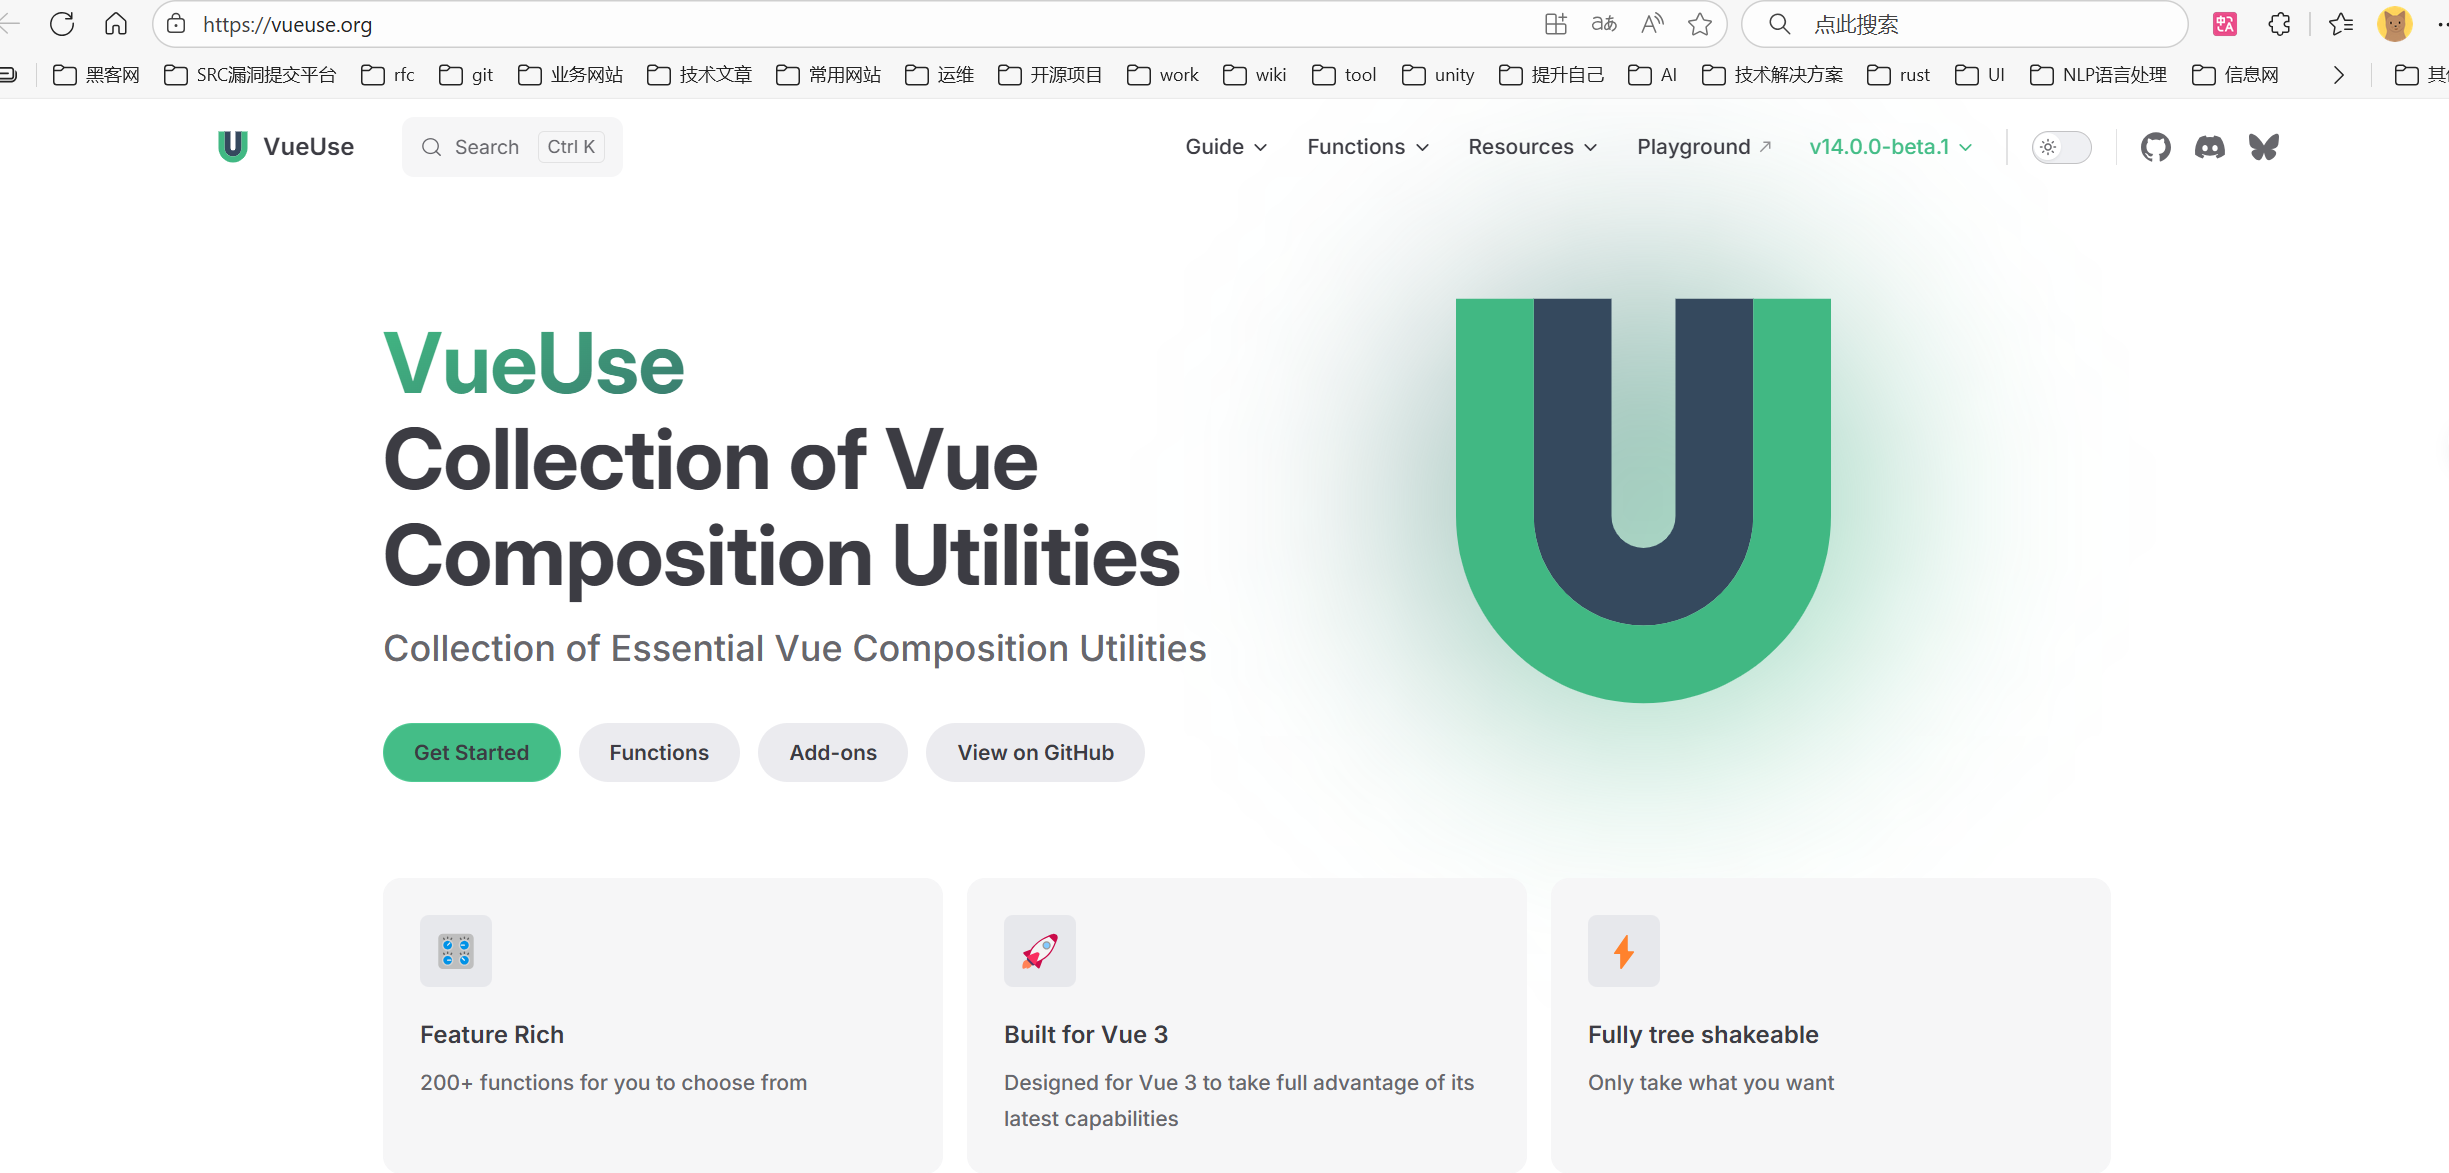 https://vueuse.org
点此搜索
黑客网 SRC漏洞提交平台 rfc git 业务网站 技术文章 常用网站 运维 开源项目 work wiki tool unity 提升自己 AI 技术解决方案 rust UI NLP语言处理 信息网
VueUse Search Ctrl K Guide Functions Resources Playground v14.0.0-beta.1
VueUse
Collection of Vue
Composition Utilities
Collection of Essential Vue Composition Utilities
Get Started Functions Add-ons View on GitHub
Feature Rich
200+ functions for you to choose from
Built for Vue 3
Designed for Vue 3 to take full advantage of its
latest capabilities
Fully tree shakeable
Only take what you want